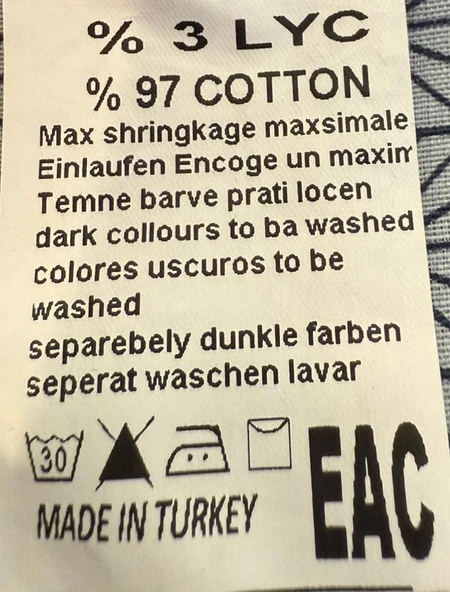 % 3 LYC
% 97 COTTON
Max shringkage maxsimale
Einlaufen Encoge un maxim
Temne barve prati locen
dark collours to ba washed
colores uscuros to be
washed
separebely dunkle farben
seperat waschen lavar
30
MADE IN TURKEY
EAC